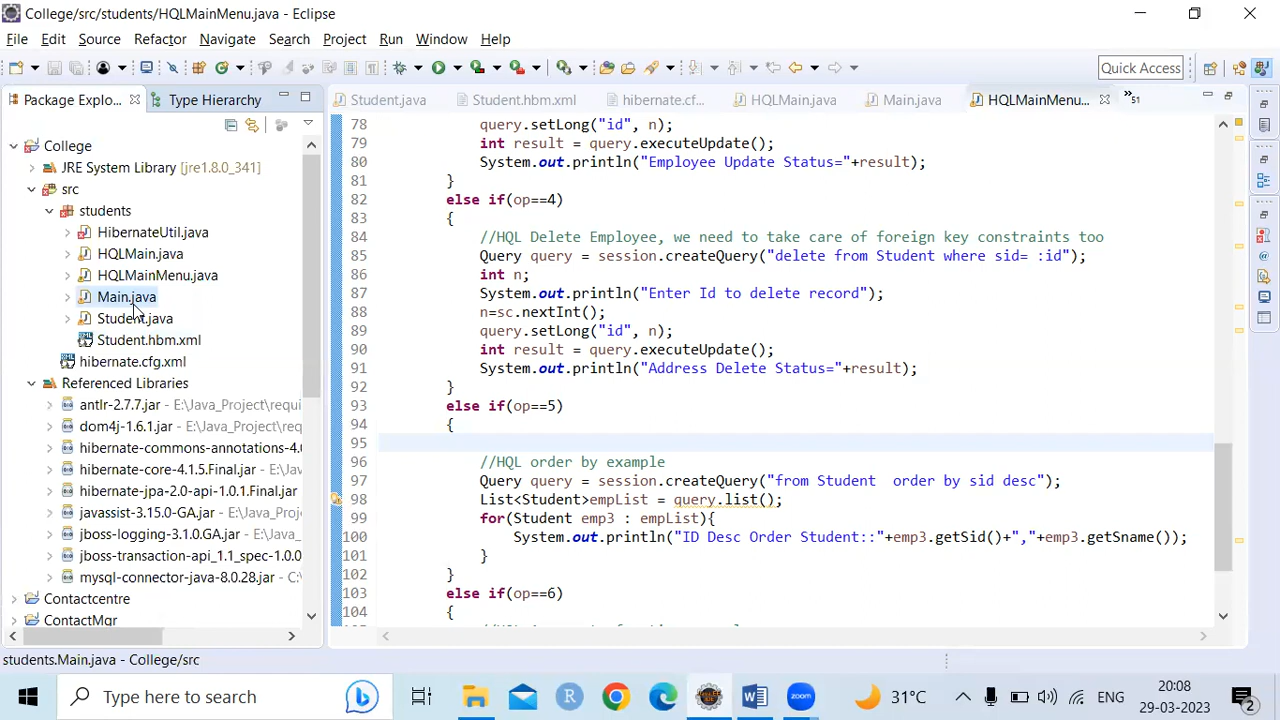 College/src/students/HQLMainMenu.java - Eclipse
File Edit Source Refactor Navigate Search Project Run Window Help
Quick Access
Package Explo...
Type Hierarchy
Student.java
Student.hbm.xml
hibernate.cf...
HQLMain.java
Main.java
HQLMainMenu...
»51
College
JRE System Library [jre1.8.0_341]
src
students
HibernateUtil.java
HQLMain.java
HQLMainMenu.java
Main.java
Student.java
Student.hbm.xml
hibernate.cfg.xml
Referenced Libraries
antlr-2.7.7.jar - E:\Java_Project\requi
dom4j-1.6.1.jar - E:\Java_Project\requ
hibernate-commons-annotations-4.
hibernate-core-4.1.5.Final.jar - E:\Java
hibernate-jpa-2.0-api-1.0.1.Final.jar
javassist-3.15.0-GA.jar - E:\Java_Projec
jboss-logging-3.1.0.GA.jar - E:\Java_P
jboss-transaction-api_1.1_spec-1.0.0
mysql-connector-java-8.0.28.jar - C:\
Contactcentre
ContactMgr
78 query.setLong("id", n);
79 int result = query.executeUpdate();
80 System.out.println("Employee Update Status="+result);
81 }
82 else if(op==4)
83 {
84 //HQL Delete Employee, we need to take care of foreign key constraints too
85 Query query = session.createQuery("delete from Student where sid= :id");
86 int n;
87 System.out.println("Enter Id to delete record");
88 n=sc.nextInt();
89 query.setLong("id", n);
90 int result = query.executeUpdate();
91 System.out.println("Address Delete Status="+result);
92 }
93 else if(op==5)
94 {
95
96 //HQL order by example
97 Query query = session.createQuery("from Student  order by sid desc");
98 List<Student>empList = query.list();
99 for(Student emp3 : empList){
100 System.out.println("ID Desc Order Student::"+emp3.getSid()+","+emp3.getSname());
101 }
102 }
103 else if(op==6)
104 {
students.Main.java - College/src
Type here to search
31°C
ENG
20:08
29-03-2023
2
zoom